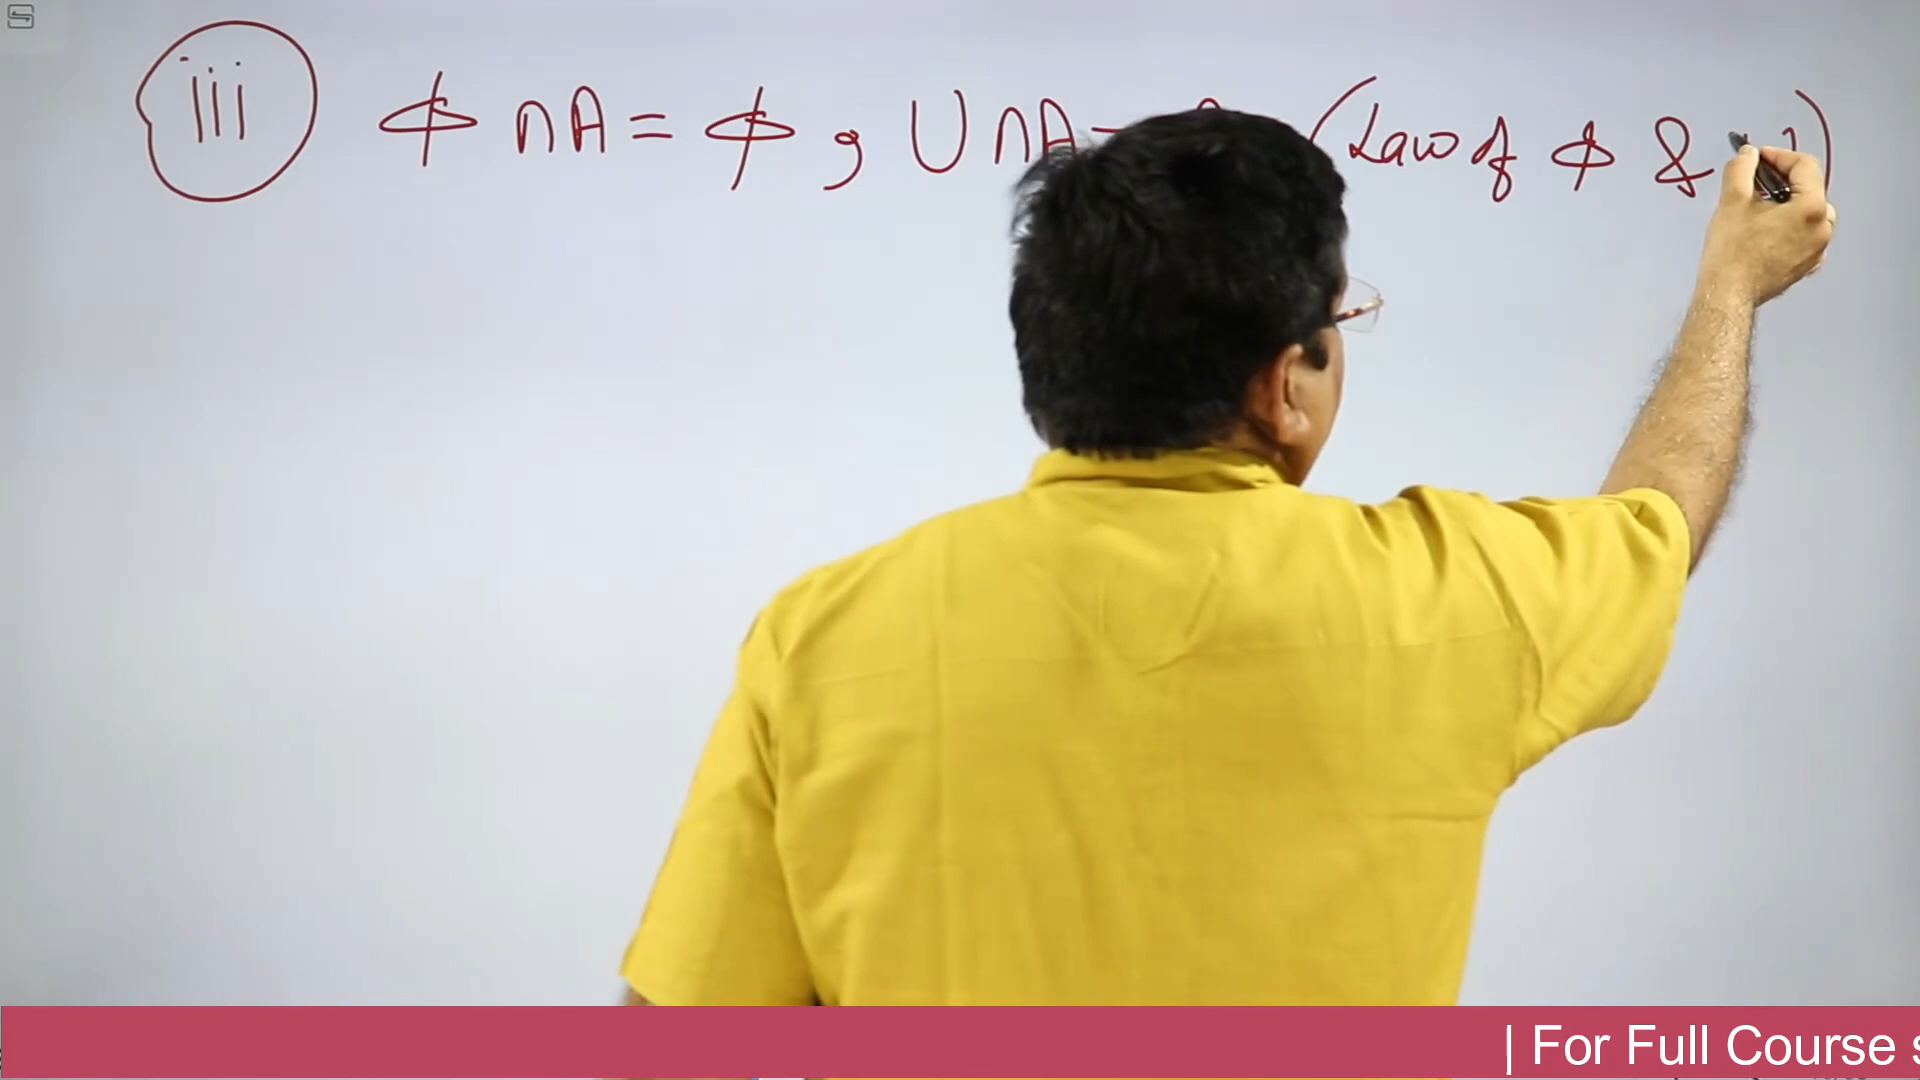 iii φ ∩ A = φ , U ∩ A = (Law of φ &
| For Full Course